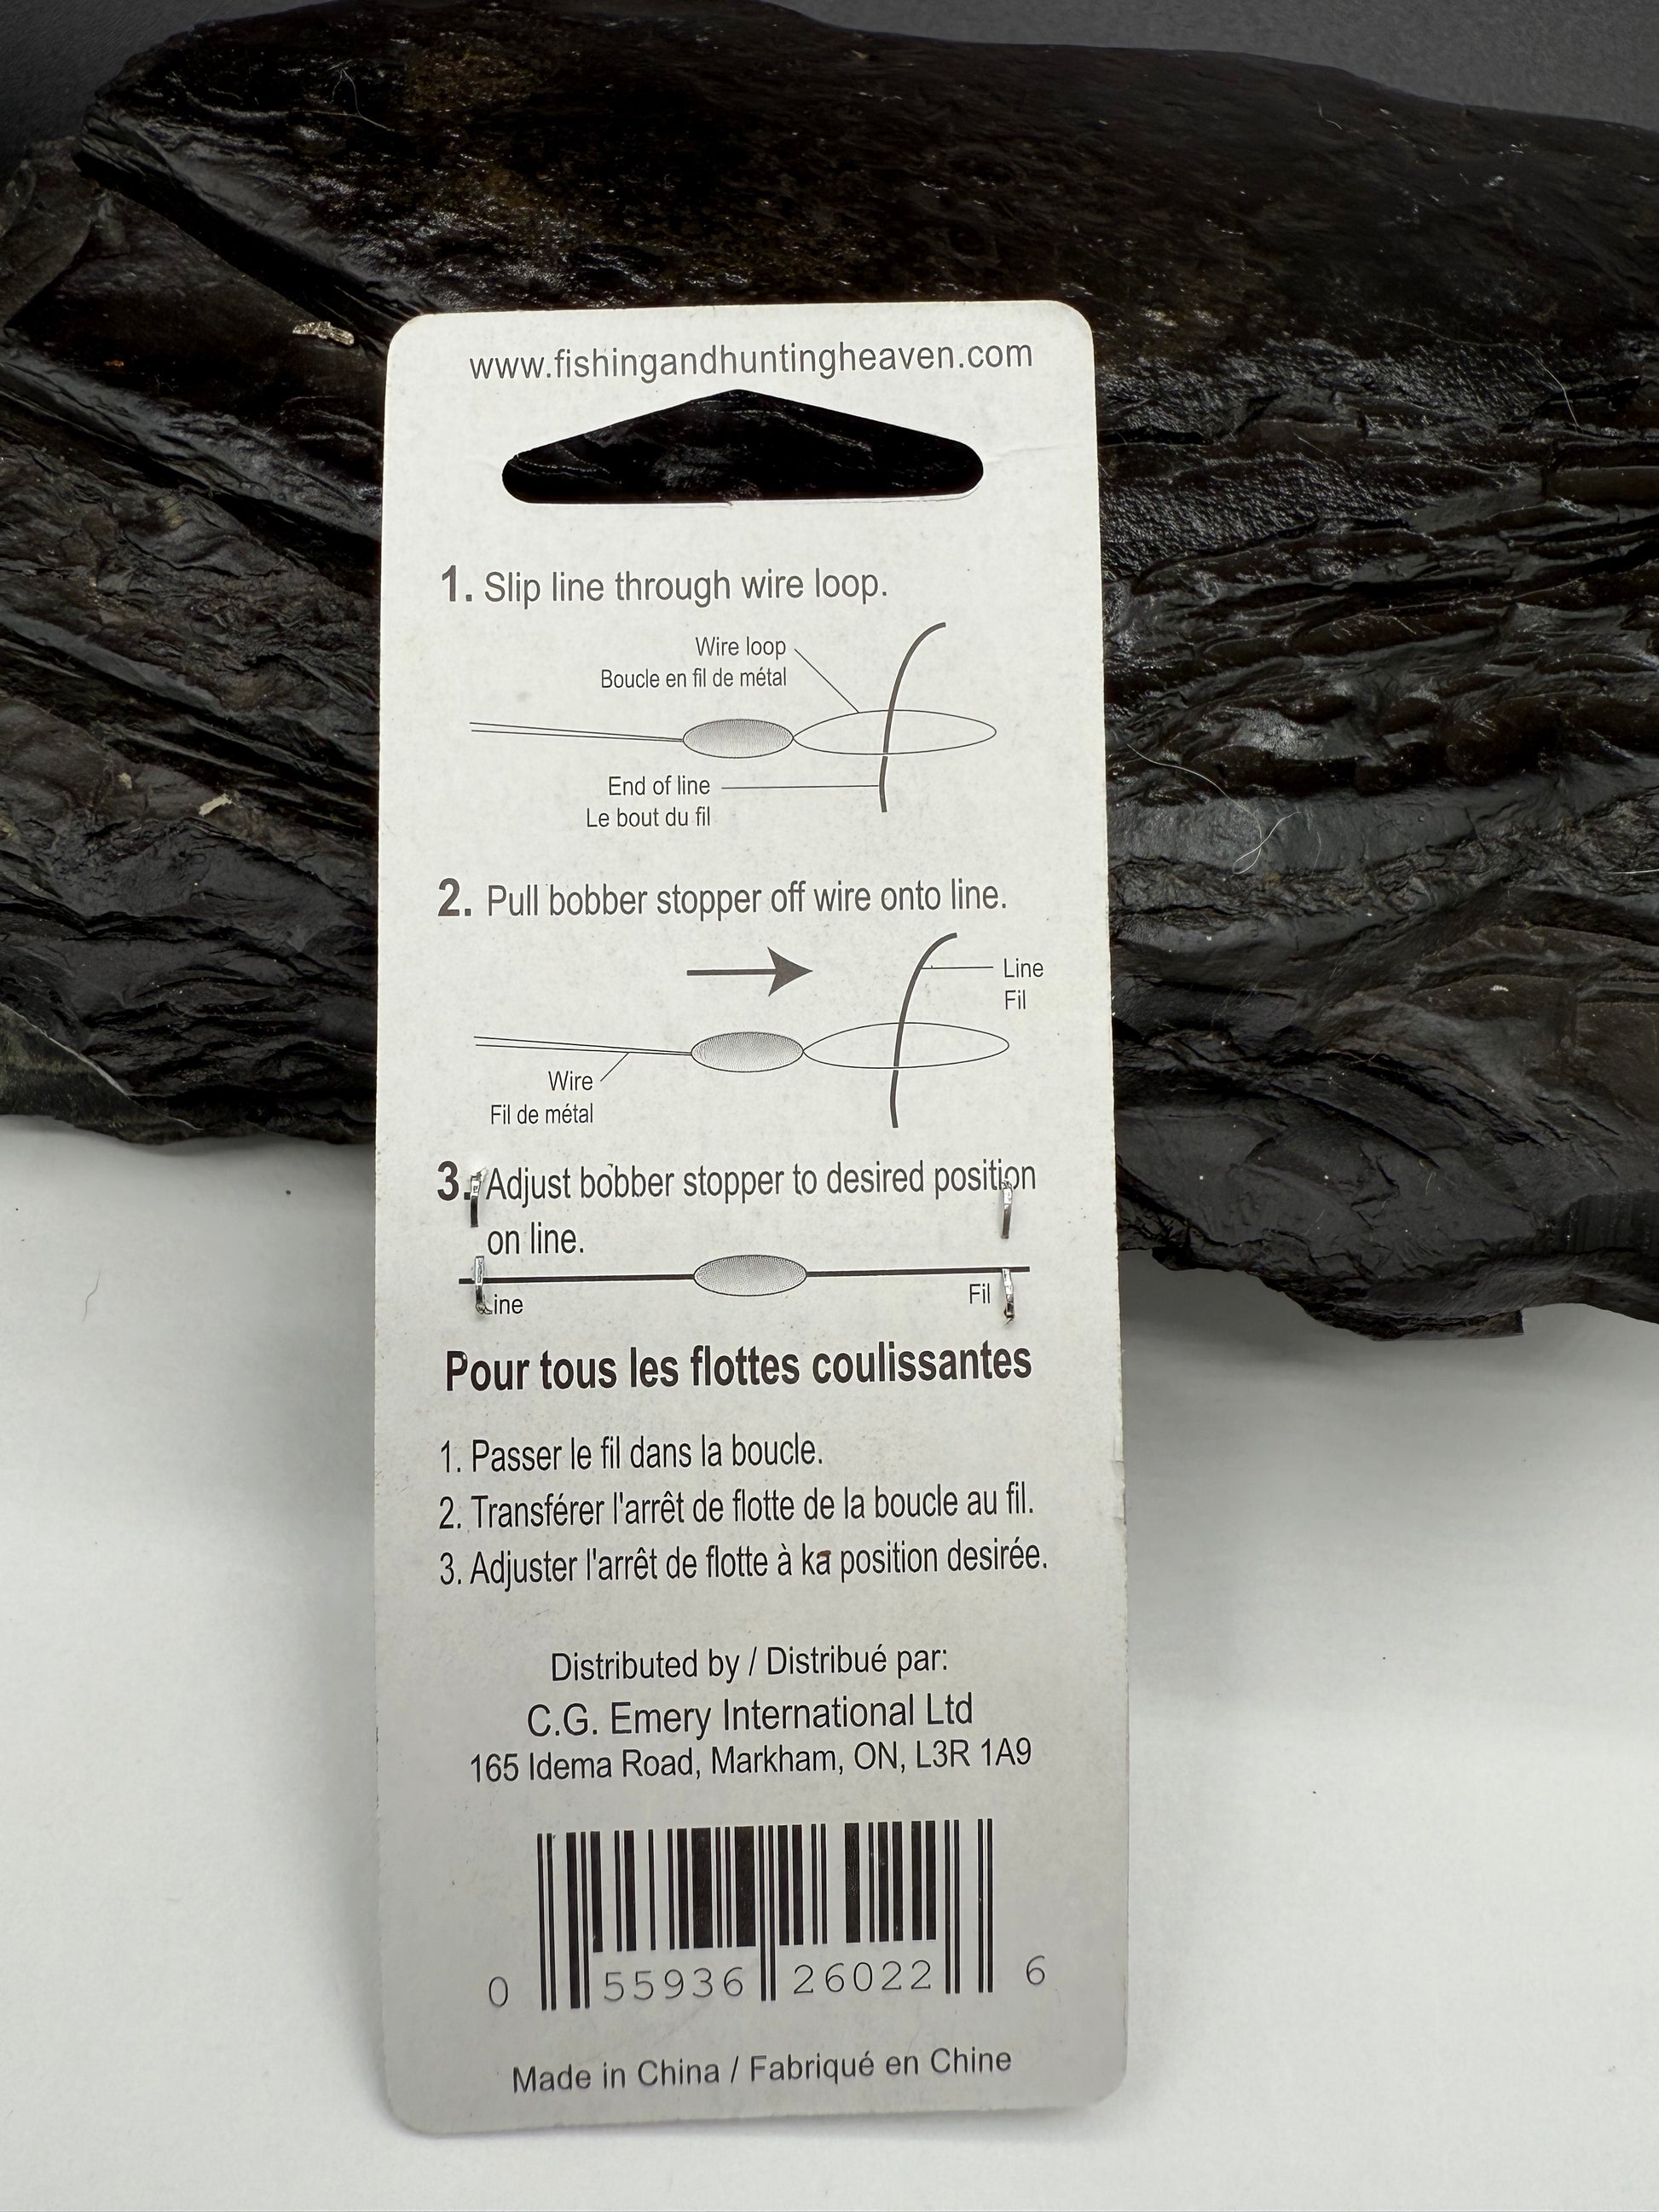 www.fishingandhuntingheaven.com
1. Slip line through wire loop.
Wire loop
Boucle en fil de métal
End of line
Le bout du fil
2. Pull bobber stopper off wire onto line.
Line
Fil
Wire
Fil de métal
3. Adjust bobber stopper to desired position
on line.
Line
Fil
Pour tous les flottes coulissantes
1. Passer le fil dans la boucle.
2. Transférer l'arrêt de flotte de la boucle au fil.
3. Adjuster l'arrêt de flotte à ka position desirée.
Distributed by / Distribué par:
C.G. Emery International Ltd
165 Idema Road, Markham, ON, L3R 1A9
0 55936 26022 6
Made in China / Fabriqué en Chine